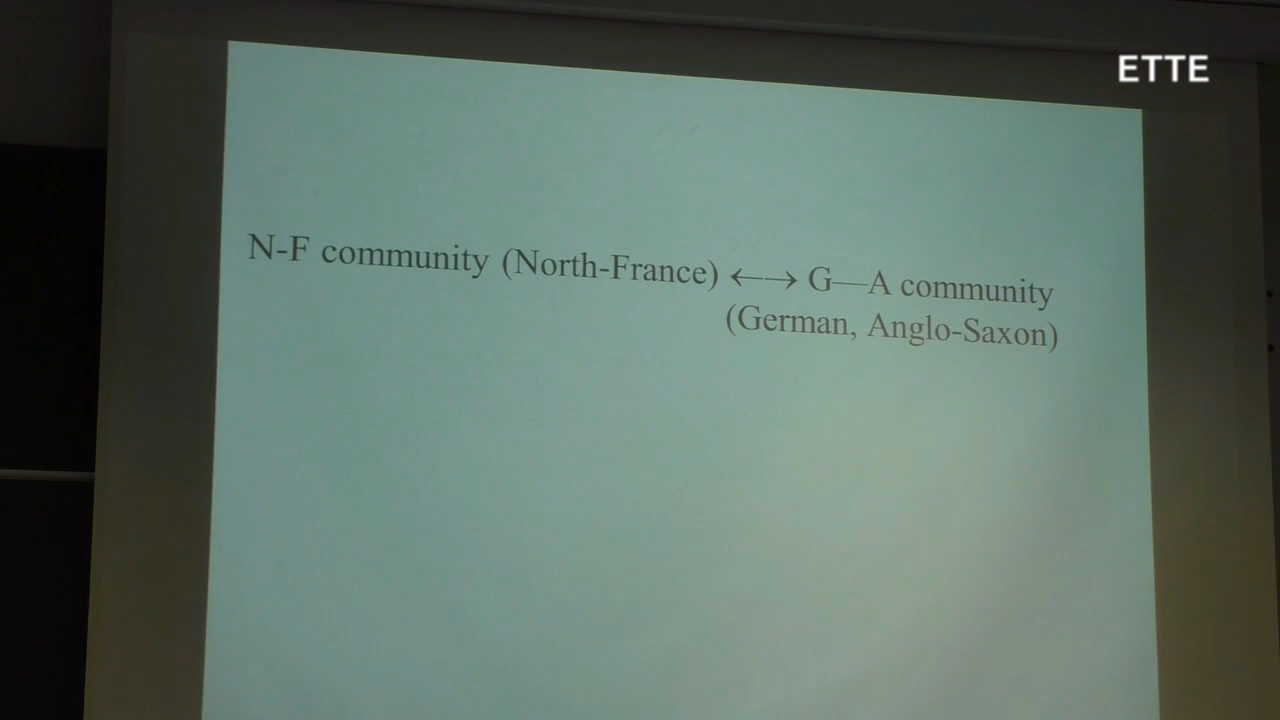 ETTE
N-F community (North-France) ⟵⟶ G—A community
(German, Anglo-Saxon)